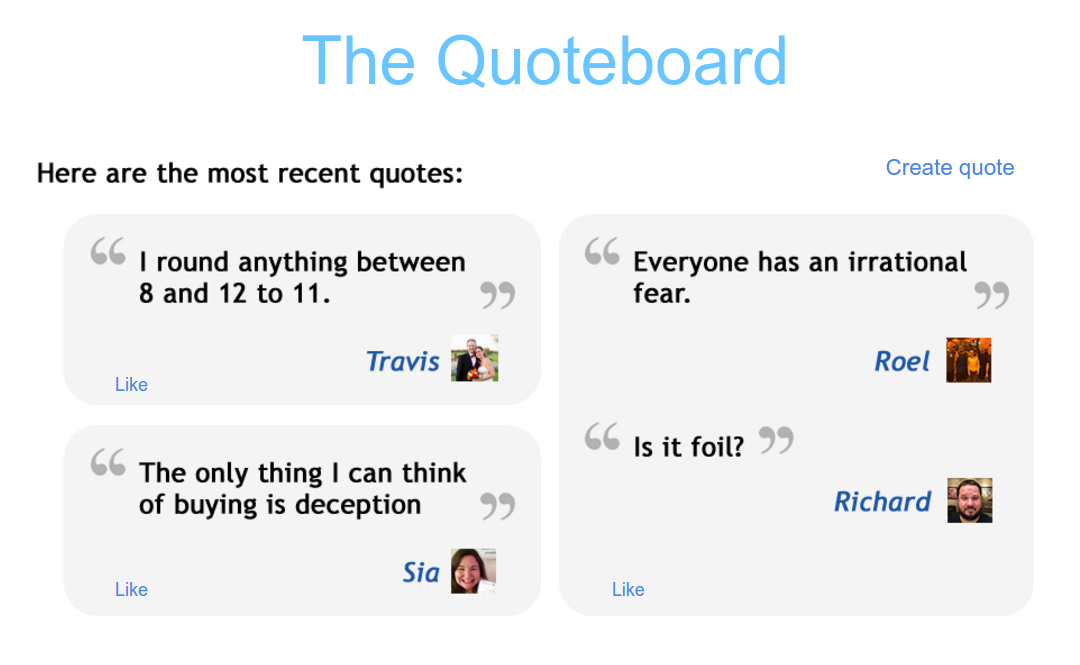 The Quoteboard
Here are the most recent quotes:
Create quote
“ I round anything between
8 and 12 to 11. ”
Travis
Like
“ The only thing I can think
of buying is deception ”
Sia
Like
“ Everyone has an irrational
fear. ”
Roel
“ Is it foil? ”
Richard
Like